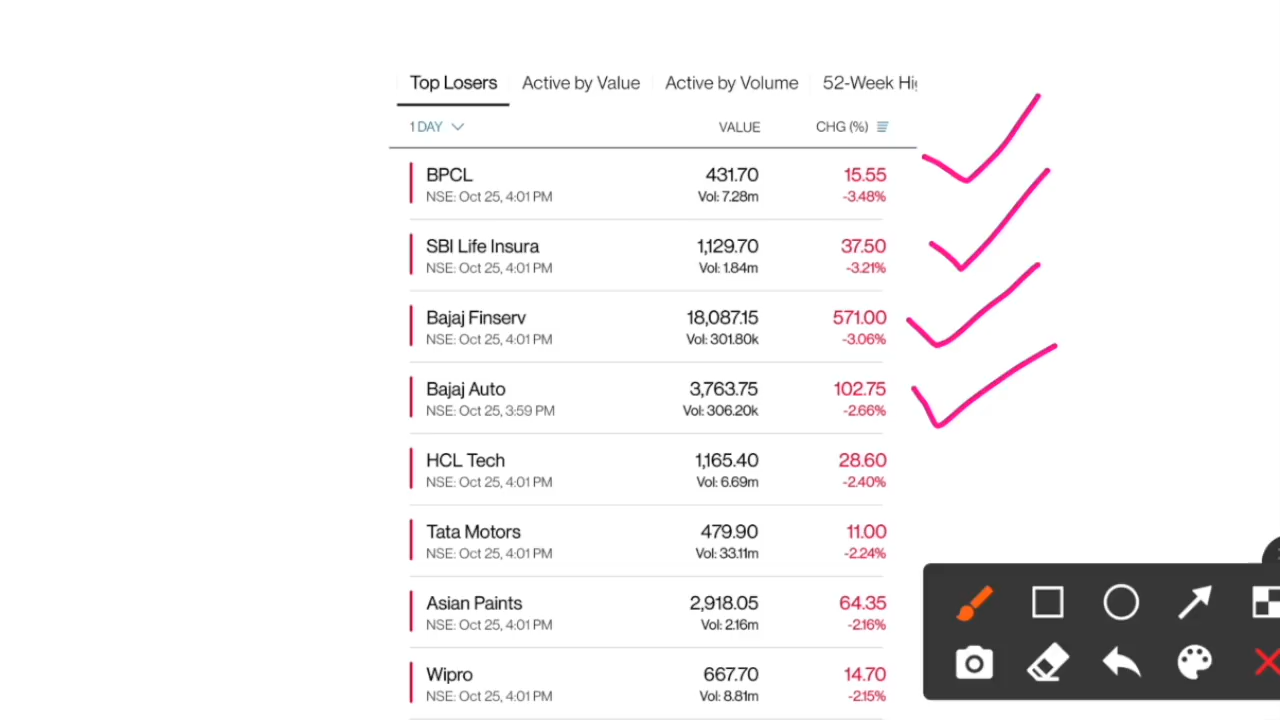 Top Losers Active by Value Active by Volume 52-Week Hi
1 DAY VALUE CHG (%)
BPCL 431.70 15.55
NSE: Oct 25, 4:01 PM Vol: 7.28m -3.48%
SBI Life Insura 1,129.70 37.50
NSE: Oct 25, 4:01 PM Vol: 1.84m -3.21%
Bajaj Finserv 18,087.15 571.00
NSE: Oct 25, 4:01 PM Vol: 301.80k -3.06%
Bajaj Auto 3,763.75 102.75
NSE: Oct 25, 3:59 PM Vol: 306.20k -2.66%
HCL Tech 1,165.40 28.60
NSE: Oct 25, 4:01 PM Vol: 6.69m -2.40%
Tata Motors 479.90 11.00
NSE: Oct 25, 4:01 PM Vol: 33.11m -2.24%
Asian Paints 2,918.05 64.35
NSE: Oct 25, 4:01 PM Vol: 2.16m -2.16%
Wipro 667.70 14.70
NSE: Oct 25, 4:01 PM Vol: 8.81m -2.15%